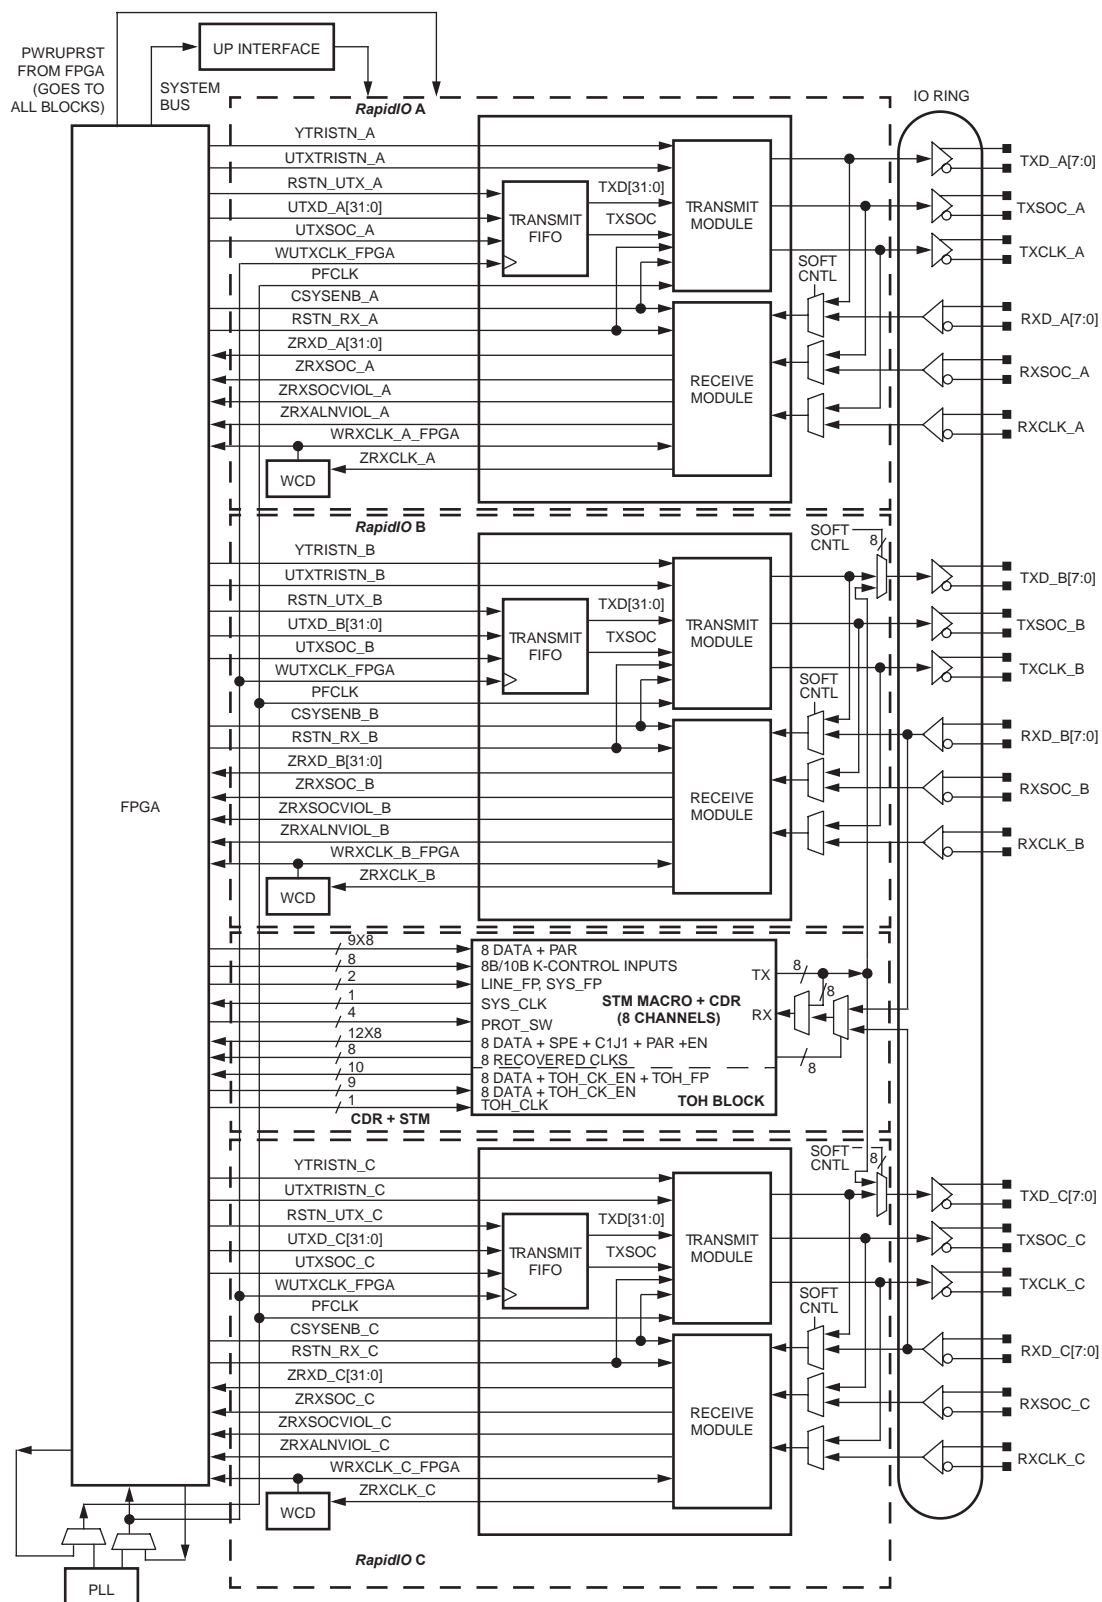 PWRUPRST
FROM FPGA
(GOES TO
ALL BLOCKS)
SYSTEM
BUS
UP INTERFACE
RapidIO A
IO RING
FPGA
YTRISTN_A
UTXTRISTN_A
RSTN_UTX_A
UTXD_A[31:0]
UTXSOC_A
WUTXCLK_FPGA
PFCLK
CSYSENB_A
RSTN_RX_A
ZRXD_A[31:0]
ZRXSOC_A
ZRXSOCVIOL_A
ZRXALNVIOL_A
WRXCLK_A_FPGA
ZRXCLK_A
WCD
TRANSMIT
FIFO
TXD[31:0]
TXSOC
TRANSMIT
MODULE
RECEIVE
MODULE
SOFT
CNTL
TXD_A[7:0]
TXSOC_A
TXCLK_A
RXD_A[7:0]
RXSOC_A
RXCLK_A
RapidIO B
YTRISTN_B
UTXTRISTN_B
RSTN_UTX_B
UTXD_B[31:0]
UTXSOC_B
WUTXCLK_FPGA
PFCLK
CSYSENB_B
RSTN_RX_B
ZRXD_B[31:0]
ZRXSOC_B
ZRXSOCVIOL_B
ZRXALNVIOL_B
WRXCLK_B_FPGA
ZRXCLK_B
WCD
TRANSMIT
FIFO
TXD[31:0]
TXSOC
TRANSMIT
MODULE
RECEIVE
MODULE
SOFT
CNTL
8
SOFT
CNTL
TXD_B[7:0]
TXSOC_B
TXCLK_B
RXD_B[7:0]
RXSOC_B
RXCLK_B
9X8
8
2
1
4
12X8
8
10
9
1
8 DATA + PAR
8B/10B K-CONTROL INPUTS
LINE_FP, SYS_FP
SYS_CLK
PROT_SW
8 DATA + SPE + C1J1 + PAR +EN
8 RECOVERED CLKS
8 DATA + TOH_CK_EN + TOH_FP
8 DATA + TOH_CK_EN
TOH_CLK
STM MACRO + CDR
(8 CHANNELS)
TX
RX
TOH BLOCK
8
8
8
CDR + STM
YTRISTN_C
UTXTRISTN_C
RSTN_UTX_C
UTXD_C[31:0]
UTXSOC_C
WUTXCLK_FPGA
PFCLK
CSYSENB_C
RSTN_RX_C
ZRXD_C[31:0]
ZRXSOC_C
ZRXSOCVIOL_C
ZRXALNVIOL_C
WRXCLK_C_FPGA
ZRXCLK_C
WCD
TRANSMIT
FIFO
TXD[31:0]
TXSOC
TRANSMIT
MODULE
RECEIVE
MODULE
SOFT
CNTL
8
SOFT
CNTL
TXD_C[7:0]
TXSOC_C
TXCLK_C
RXD_C[7:0]
RXSOC_C
RXCLK_C
RapidIO C
PLL